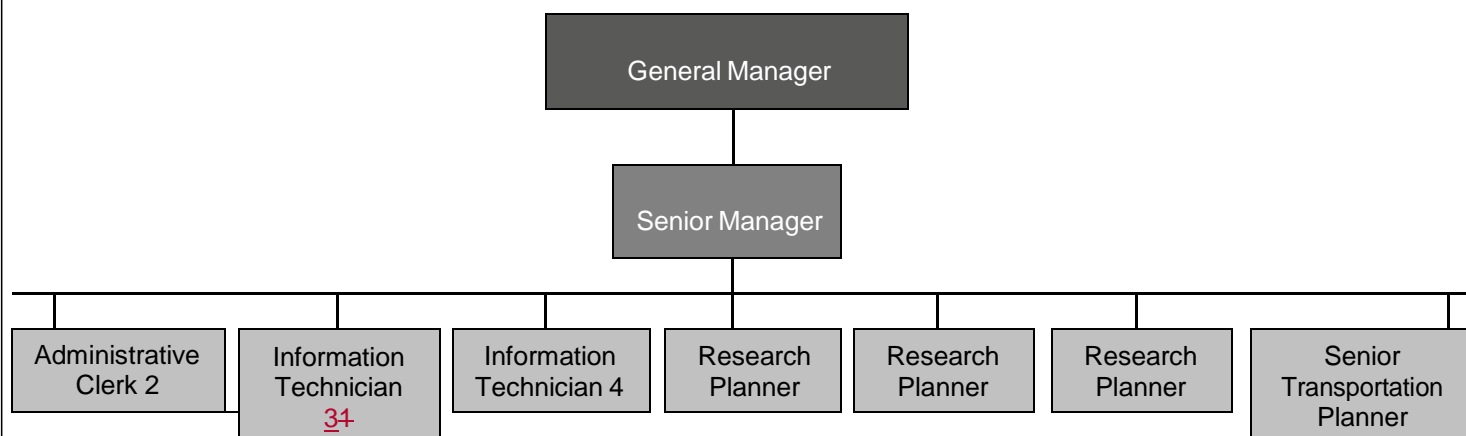 General Manager
Senior Manager
Administrative
Clerk 2
Information
Technician
31
Information
Technician 4
Research
Planner
Research
Planner
Research
Planner
Senior
Transportation
Planner